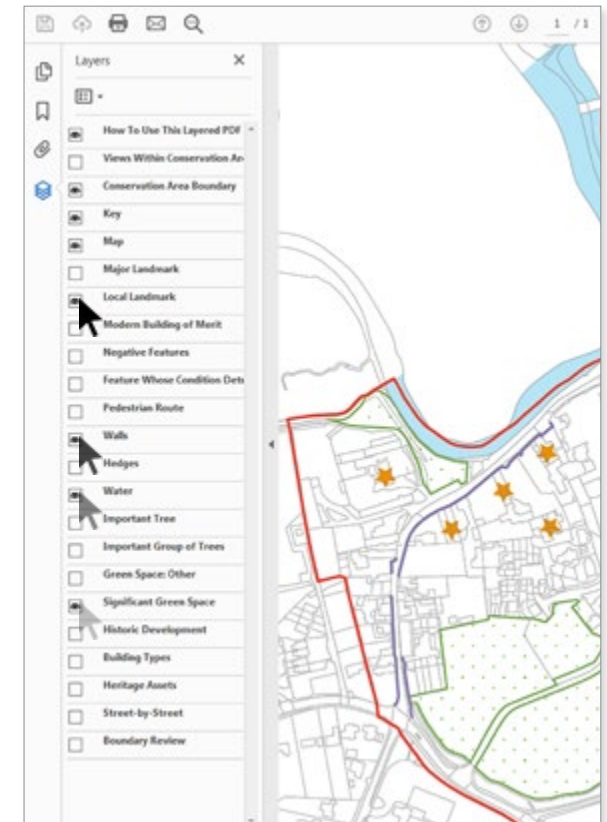 1 / 1
Layers
How To Use This Layered PDF
Views Within Conservation Are
Conservation Area Boundary
Key
Map
Major Landmark
Local Landmark
Modern Building of Merit
Negative Features
Feature Whose Condition Detr
Pedestrian Route
Walls
Hedges
Water
Important Tree
Important Group of Trees
Green Space: Other
Significant Green Space
Historic Development
Building Types
Heritage Assets
Street-by-Street
Boundary Review